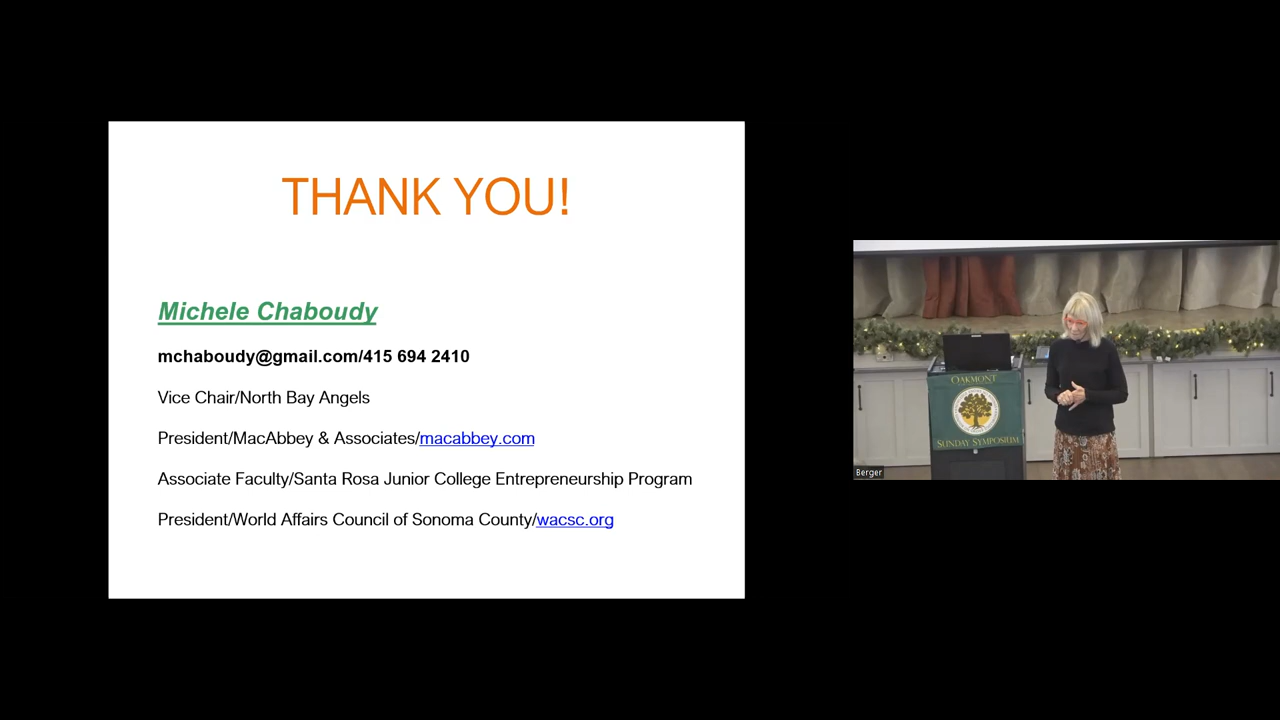 THANK YOU!
Michele Chaboudy
mchaboudy@gmail.com/415 694 2410
Vice Chair/North Bay Angels
President/MacAbbey & Associates/macabbey.com
Associate Faculty/Santa Rosa Junior College Entrepreneurship Program
President/World Affairs Council of Sonoma County/wacsc.org
OAKMONT
SUNDAY SYMPOSIUM
Berger